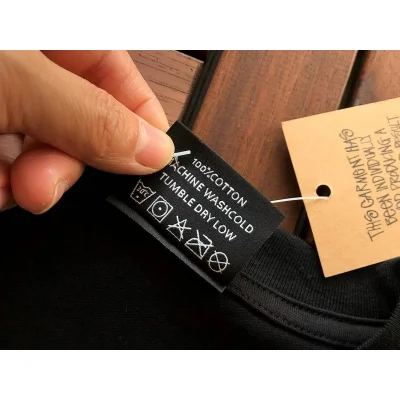 100%COTTON
MACHINE WASHCOLD
TUMBLE DRY LOW
THIS GARMENT HAS
BEEN INDIVIDUALLY